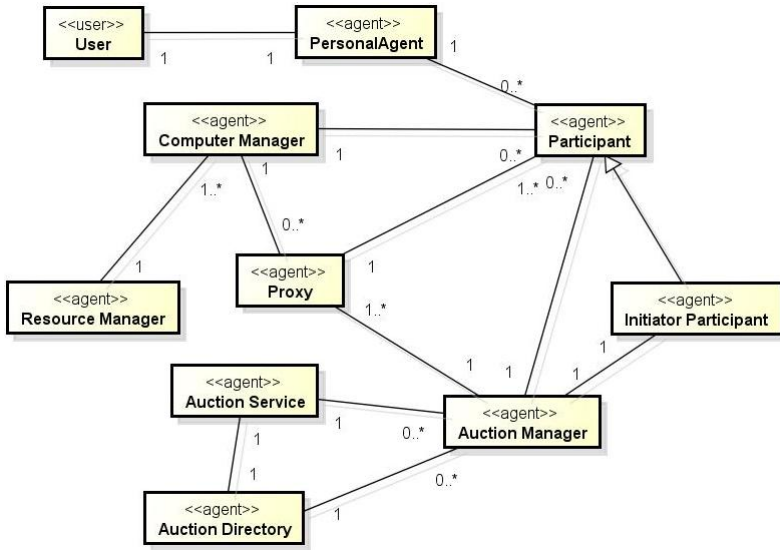 <<user>>
User
1
1
<<agent>>
PersonalAgent
1
0..*
<<agent>>
Computer Manager
1
1
1..*
0..*
<<agent>>
Participant
0..*
1..*
0..*
<<agent>>
Resource Manager
1
<<agent>>
Proxy
1
1..*
<<agent>>
Initiator Participant
1
1
1
1
<<agent>>
Auction Service
1
1
0..*
<<agent>>
Auction Manager
0..*
<<agent>>
Auction Directory
1
1